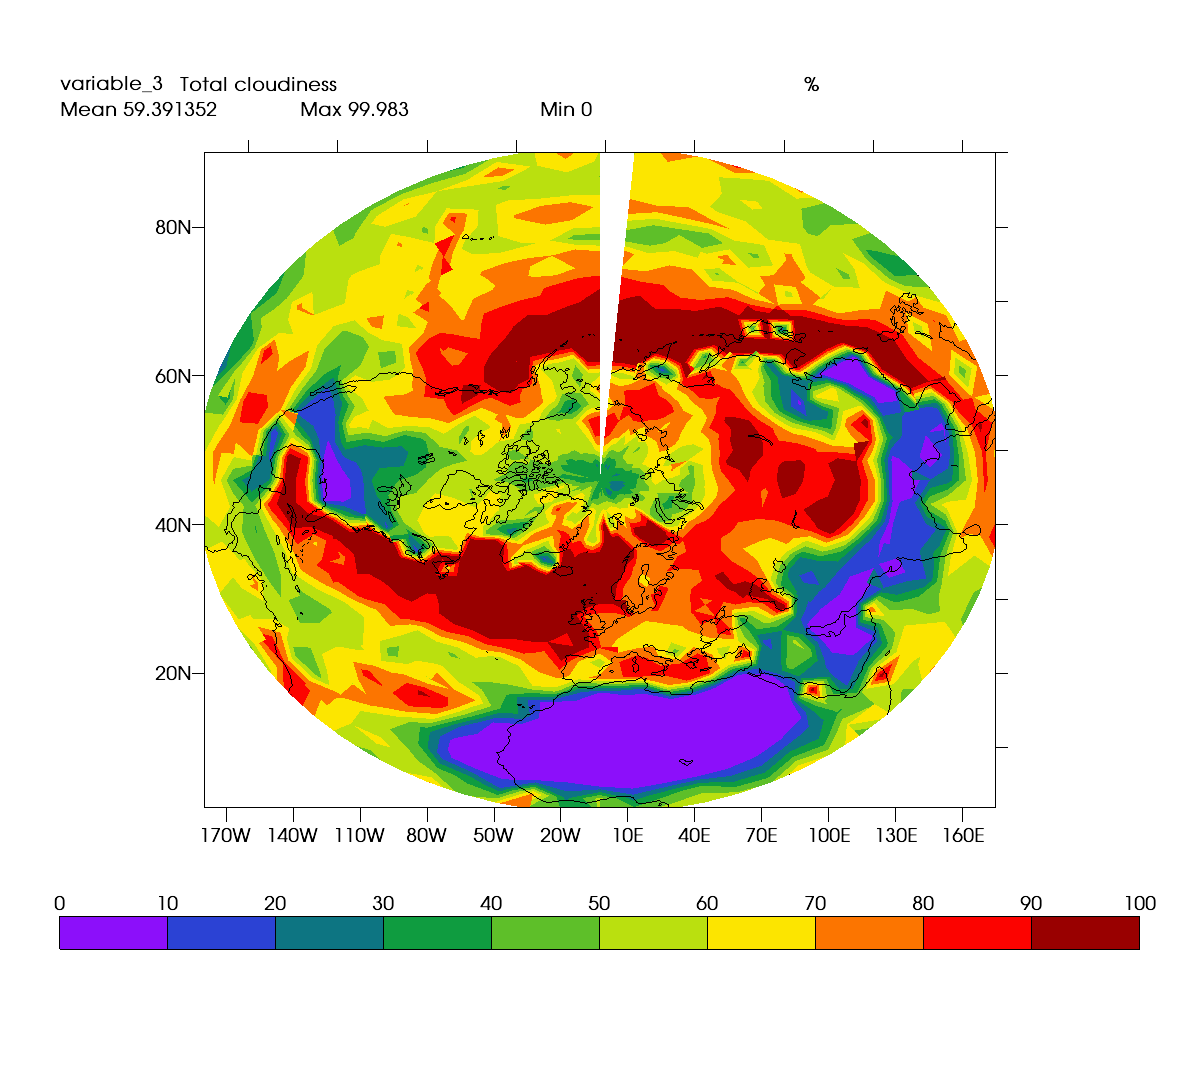 variable_3 Total cloudiness %
Mean 59.391352 Max 99.983 Min 0
80N
60N
40N
20N
170W 140W 110W 80W 50W 20W 10E 40E 70E 100E 130E 160E
0 10 20 30 40 50 60 70 80 90 100